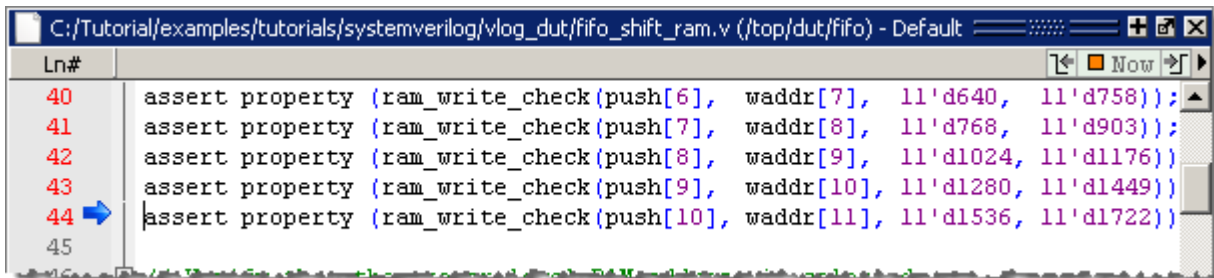 C:/Tutorial/examples/tutorials/systemverilog/vlog_dut/fifo_shift_ram.v (/top/dut/fifo) - Default
Ln# Now
40 assert property (ram_write_check(push[6], waddr[7], 11'd640, 11'd758));
41 assert property (ram_write_check(push[7], waddr[8], 11'd768, 11'd903));
42 assert property (ram_write_check(push[8], waddr[9], 11'd1024, 11'd1176))
43 assert property (ram_write_check(push[9], waddr[10], 11'd1280, 11'd1449))
44 assert property (ram_write_check(push[10], waddr[11], 11'd1536, 11'd1722))
45